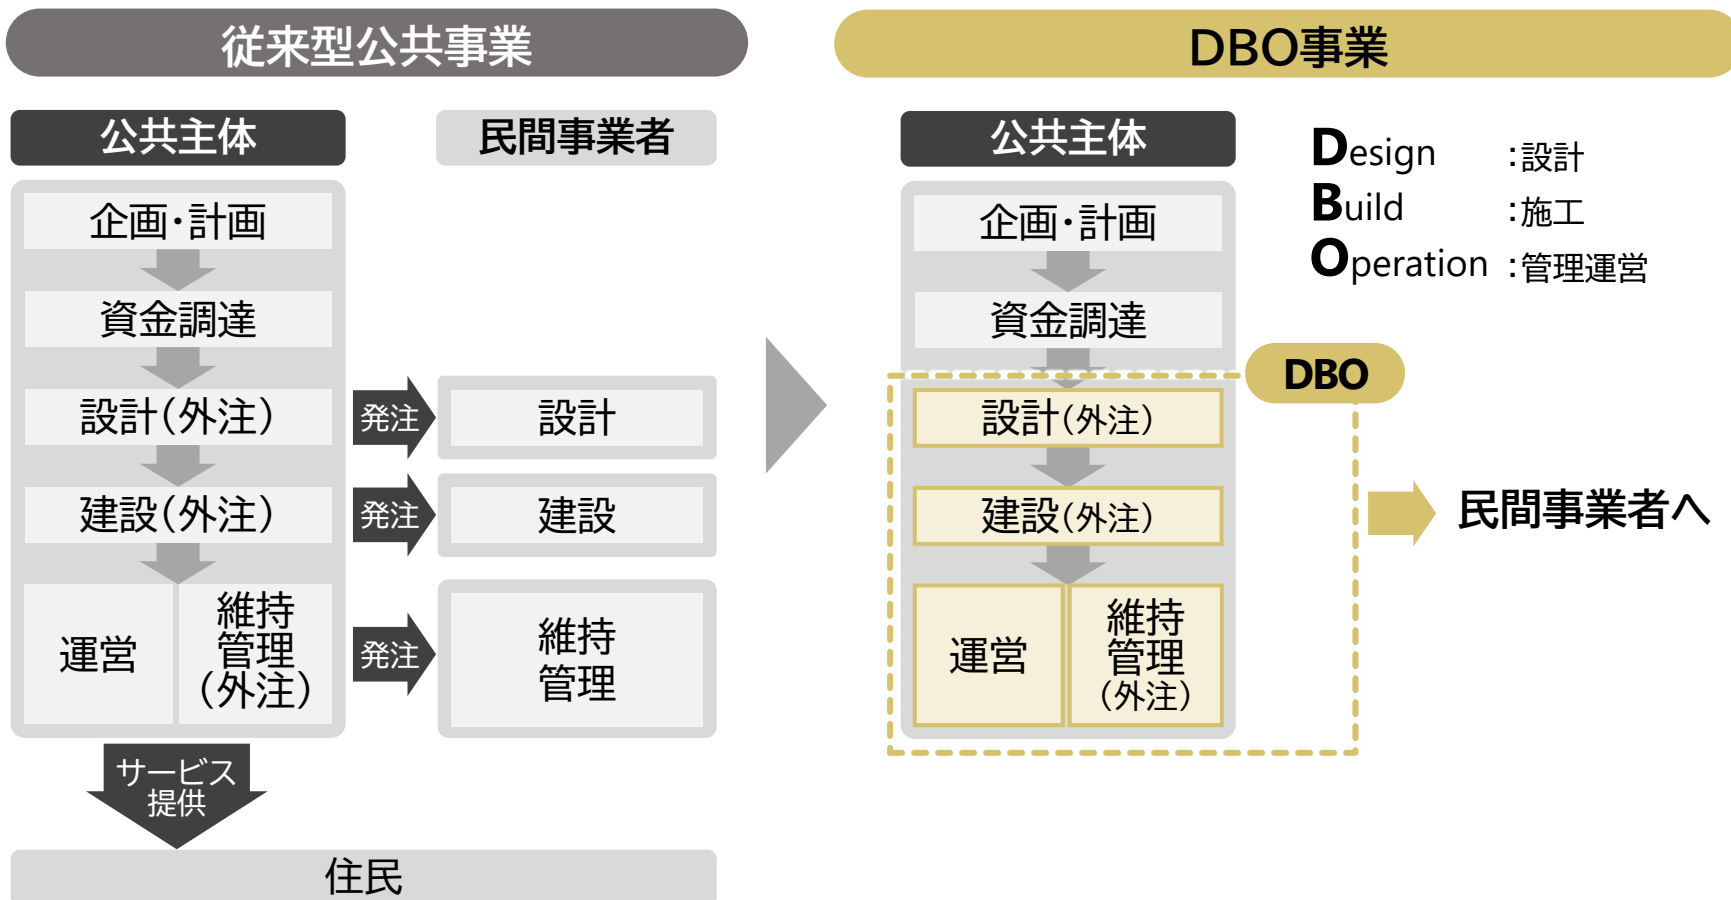 従来型公共事業
公共主体
民間事業者
企画・計画
資金調達
設計(外注)
発注
設計
建設(外注)
発注
建設
運営
維持
管理
(外注)
発注
維持
管理
サービス
提供
住民
DBO事業
公共主体
Design :設計
Build :施工
Operation :管理運営
企画・計画
資金調達
DBO
設計(外注)
建設(外注)
民間事業者へ
運営
維持
管理
(外注)